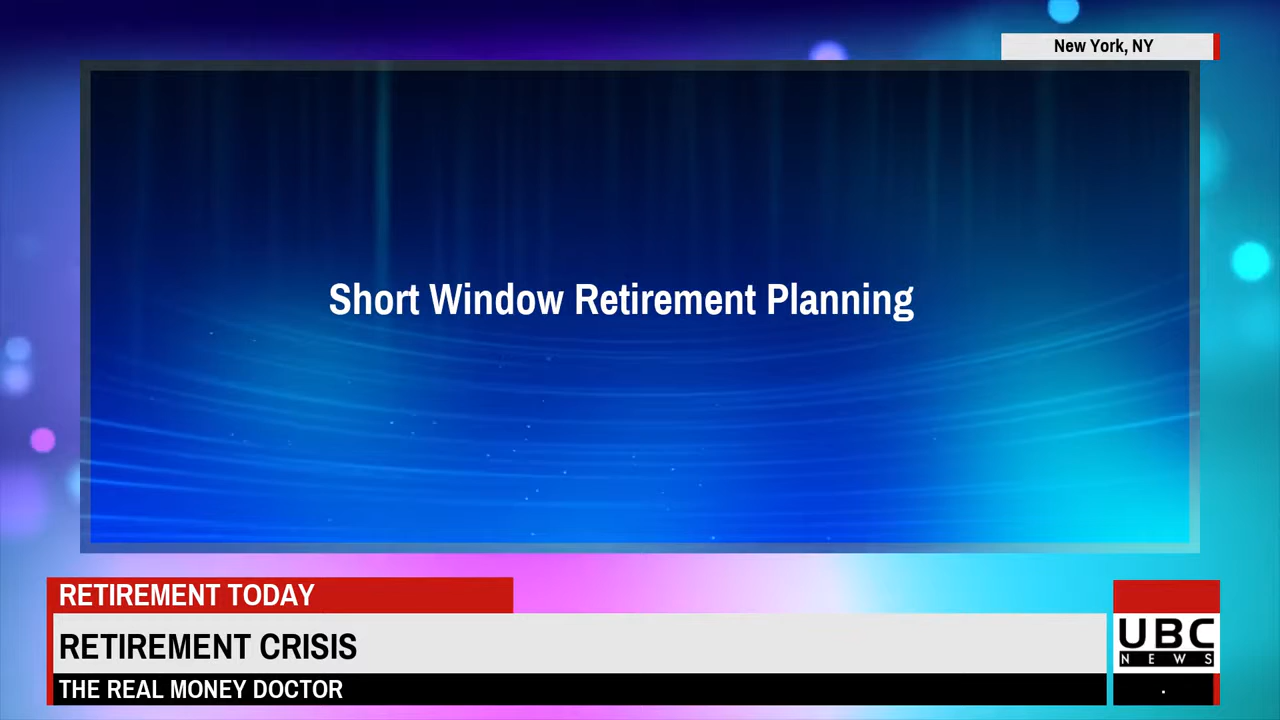 New York, NY
Short Window Retirement Planning
RETIREMENT TODAY
RETIREMENT CRISIS
THE REAL MONEY DOCTOR
UBC
NEWS
.